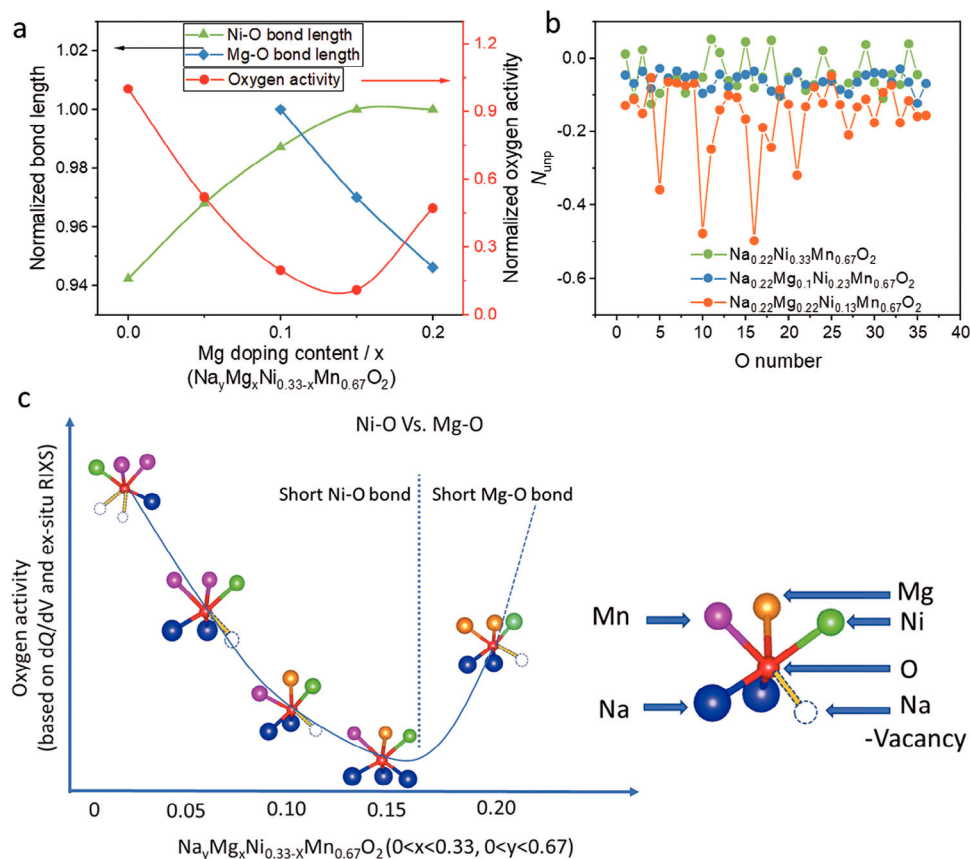 a
Ni-O bond length
Mg-O bond length
Oxygen activity
Normalized bond length
1.02
1.00
0.98
0.96
0.94
Normalized oxygen activity
1.2
0.9
0.6
0.3
0.0
0.0
0.1
0.2
Mg doping content / x
(NayMgxNi0.33-xMn0.67O2)
b
Nunp
0.0
-0.2
-0.4
-0.6
Na0.22Ni0.33Mn0.67O2
Na0.22Mg0.1Ni0.23Mn0.67O2
Na0.22Mg0.22Ni0.13Mn0.67O2
0 5 10 15 20 25 30 35 40
O number
c
Ni-O Vs. Mg-O
Short Ni-O bond
Short Mg-O bond
Oxygen activity
(based on dQ/dV and ex-situ RIXS)
0 0.05 0.10 0.15 0.20
NayMgxNi0.33-XMn0.67O2(0<x<0.33, 0<y<0.67)
Mn
Na
Mg
Ni
O
Na
-Vacancy